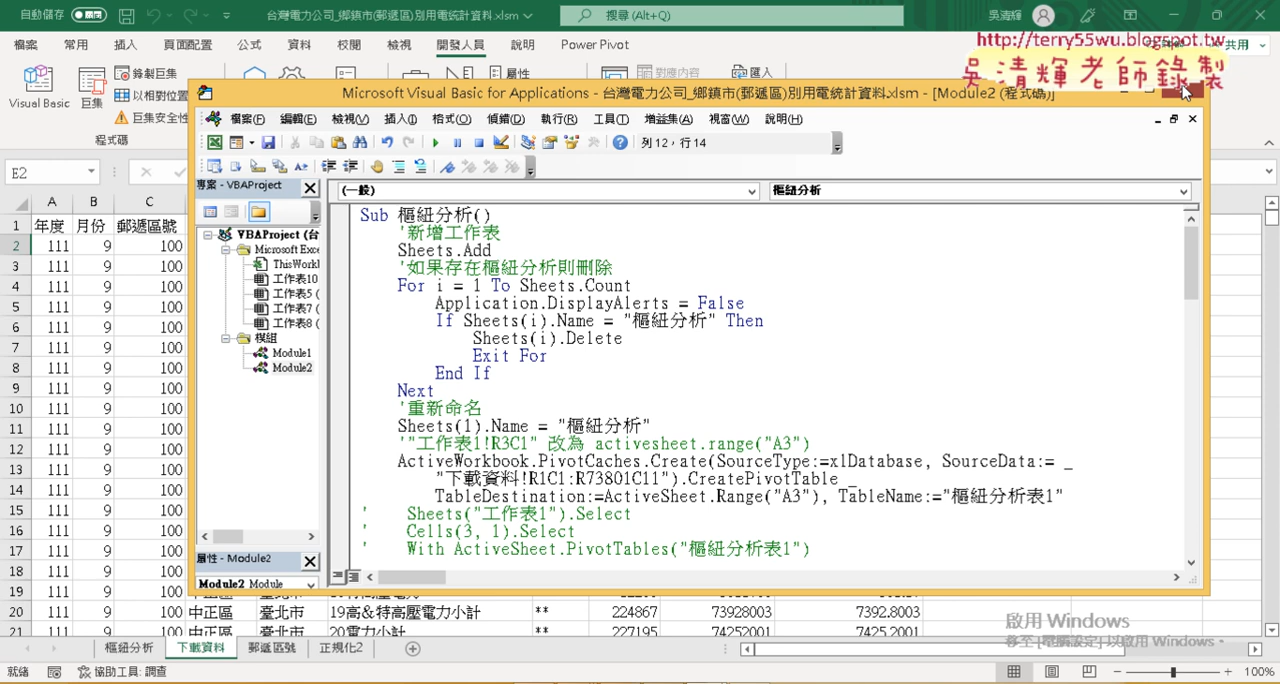 自動儲存
台灣電力公司_鄉鎮市(郵遞區)別用電統計資料.xlsm
搜尋 (Alt+Q)
吳清輝
檔案 常用 插入 頁面配置 公式 資料 校閱 檢視 開發人員 說明 Power Pivot
共用
http://terry55wu.blogspot.tw
吳清輝老師錄製
Visual Basic
巨集
錄製巨集
以相對位置
巨集安全性
程式碼
屬性
對應內容
匯入
Microsoft Visual Basic for Applications - 台灣電力公司_鄉鎮市(郵遞區)別用電統計資料.xlsm - [Module2 (程式碼)]
檔案(F) 編輯(E) 檢視(V) 插入(I) 格式(O) 偵錯(D) 執行(R) 工具(T) 增益集(A) 視窗(W) 說明(H)
列 12，行 14
專案 - VBAProject
(一般)
樞紐分析
VBAProject (台
Microsoft Exce
ThisWorkl
工作表10
工作表5 (
工作表7 (
工作表8 (
模組
Module1
Module2
屬性 - Module2
Module2 Module
Sub 樞紐分析()
'新增工作表
Sheets.Add
'如果存在樞紐分析則刪除
For i = 1 To Sheets.Count
Application.DisplayAlerts = False
If Sheets(i).Name = "樞紐分析" Then
Sheets(i).Delete
Exit For
End If
Next
'重新命名
Sheets(1).Name = "樞紐分析"
'"工作表1!R3C1" 改為 activesheet.range("A3")
ActiveWorkbook.PivotCaches.Create(SourceType:=xlDatabase, SourceData:= _
"下載資料!R1C1:R73801C11").CreatePivotTable _
TableDestination:=ActiveSheet.Range("A3"), TableName:="樞紐分析表1"
' Sheets("工作表1").Select
' Cells(3, 1).Select
' With ActiveSheet.PivotTables("樞紐分析表1")
E2
A B C
1 年度 月份 郵遞區號
2 111 9 100
3 111 9 100
4 111 9 100
5 111 9 100
6 111 9 100
7 111 9 100
8 111 9 100
9 111 9 100
10 111 9 100
11 111 9 100
12 111 9 100
13 111 9 100
14 111 9 100
15 111 9 100
16 111 9 100
17 111 9 100
18 111 9 100
19 111 9 100
20 111 9 100 中正區 臺北市 19高&特高壓電力小計 ** 224867 73928003 7392.8003
21 111 9 100 中正區 臺北市 20電力小計 ** 227195 74252001 7425.2001
啟用 Windows
移至 [電腦設定] 以啟用 Windows。
樞紐分析 下載資料 郵遞區號 正規化2
就緒 協助工具: 調查
100%